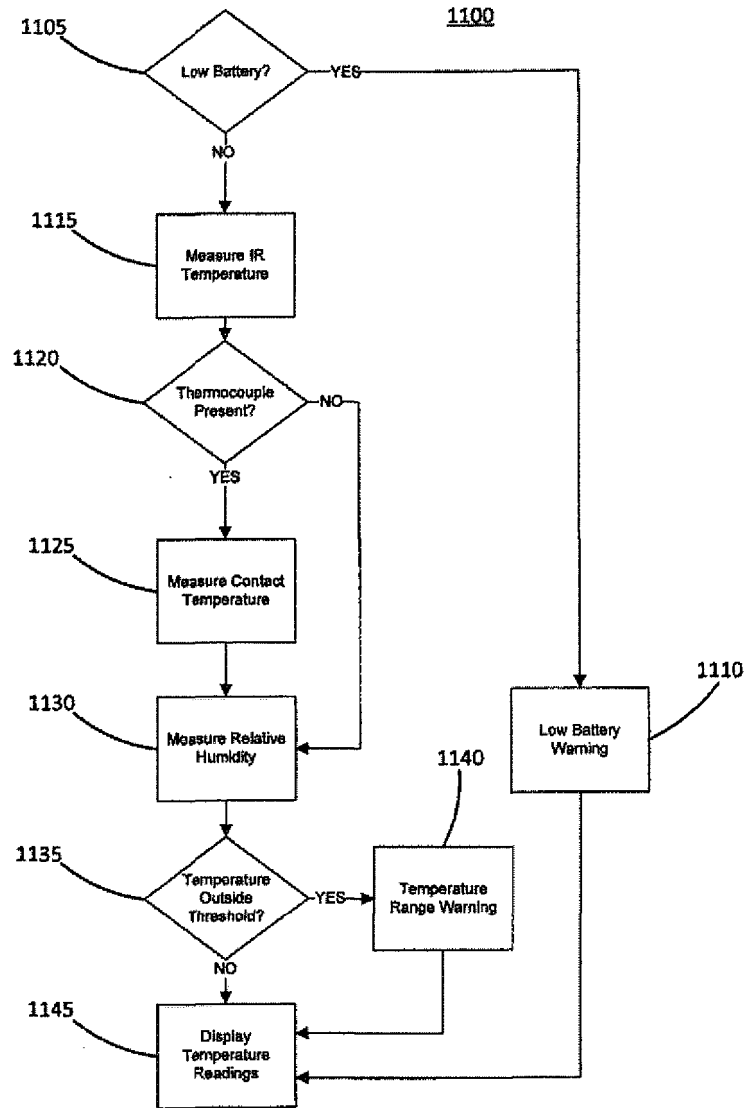 1100
1105
Low Battery?
YES
NO
1115
Measure IR
Temperature
1120
Thermocouple
Present?
NO
YES
1125
Measure Contact
Temperature
1130
Measure Relative
Humidity
1110
Low Battery
Warning
1140
1135
Temperature
Outside
Threshold?
YES
Temperature
Range Warning
NO
1145
Display
Temperature
Readings